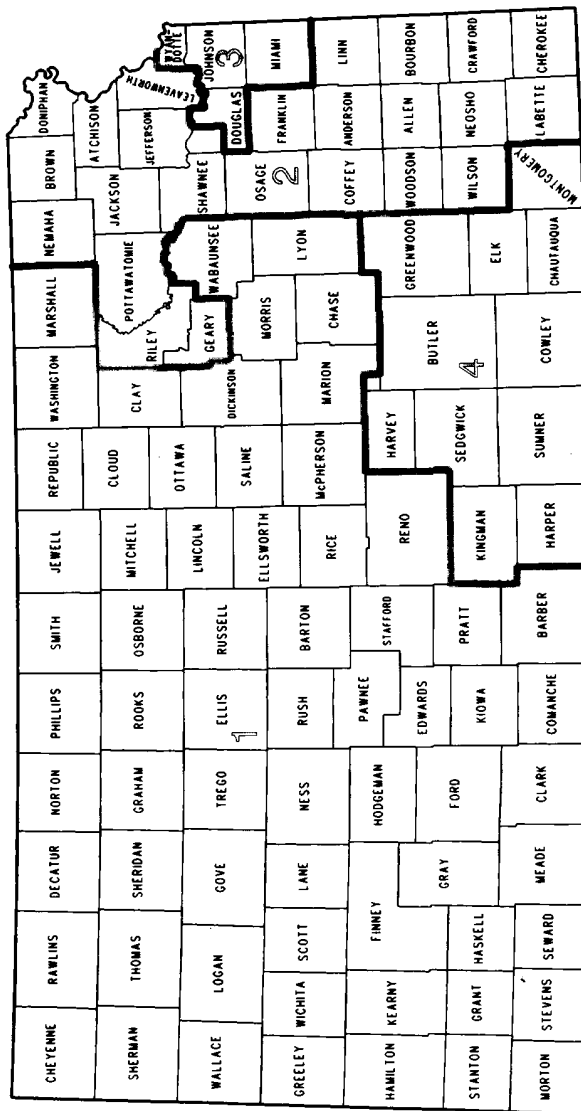 CHEYENNE
RAWLINS
DECATUR
NORTON
PHILLIPS
SMITH
JEWELL
REPUBLIC
WASHINGTON
MARSHALL
NEMAHA
BROWN
DONIPHAN
SHERMAN
THOMAS
SHERIDAN
GRAHAM
ROOKS
OSBORNE
MITCHELL
CLOUD
CLAY
RILEY
POTTAWATOMIE
JACKSON
ATCHISON
JEFFERSON
LEAVENWORTH
WYAN-
DOTTE
WALLACE
LOGAN
GOVE
TREGO
ELLIS
1
RUSSELL
LINCOLN
OTTAWA
ELLSWORTH
SALINE
DICKINSON
GEARY
WABAUNSEE
SHAWNEE
DOUGLAS
JOHNSON
3
GREELEY
WICHITA
SCOTT
LANE
NESS
RUSH
BARTON
RICE
McPHERSON
MARION
MORRIS
CHASE
LYON
OSAGE
2
FRANKLIN
MIAMI
HAMILTON
KEARNY
FINNEY
HODGEMAN
PAWNEE
STAFFORD
RENO
HARVEY
BUTLER
4
GREENWOOD
COFFEY
ANDERSON
LINN
GRAY
FORD
EDWARDS
SEDGWICK
WOODSON
ALLEN
BOURBON
STANTON
GRANT
HASKELL
KIOWA
PRATT
KINGMAN
ELK
WILSON
NEOSHO
CRAWFORD
MORTON
STEVENS
SEWARD
MEADE
CLARK
COMANCHE
BARBER
HARPER
SUMNER
COWLEY
CHAUTAUQUA
MONTGOMERY
LABETTE
CHEROKEE